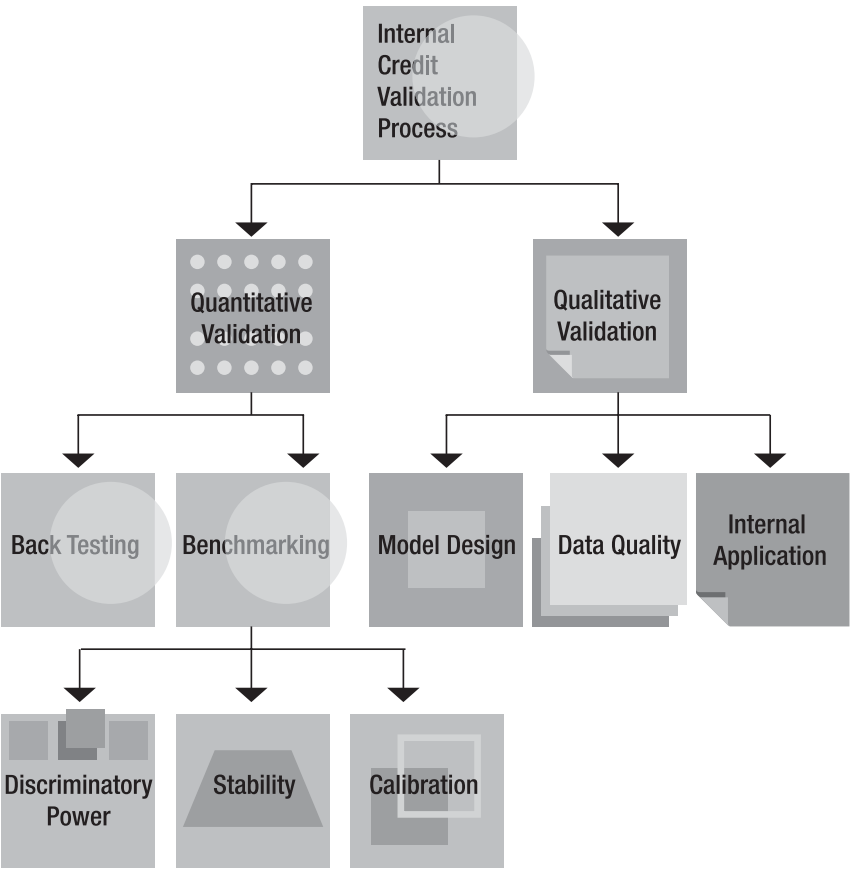 Internal
Credit
Validation
Process
Quantitative
Validation
Qualitative
Validation
Back Testing
Benchmarking
Model Design
Data Quality
Internal
Application
Discriminatory
Power
Stability
Calibration